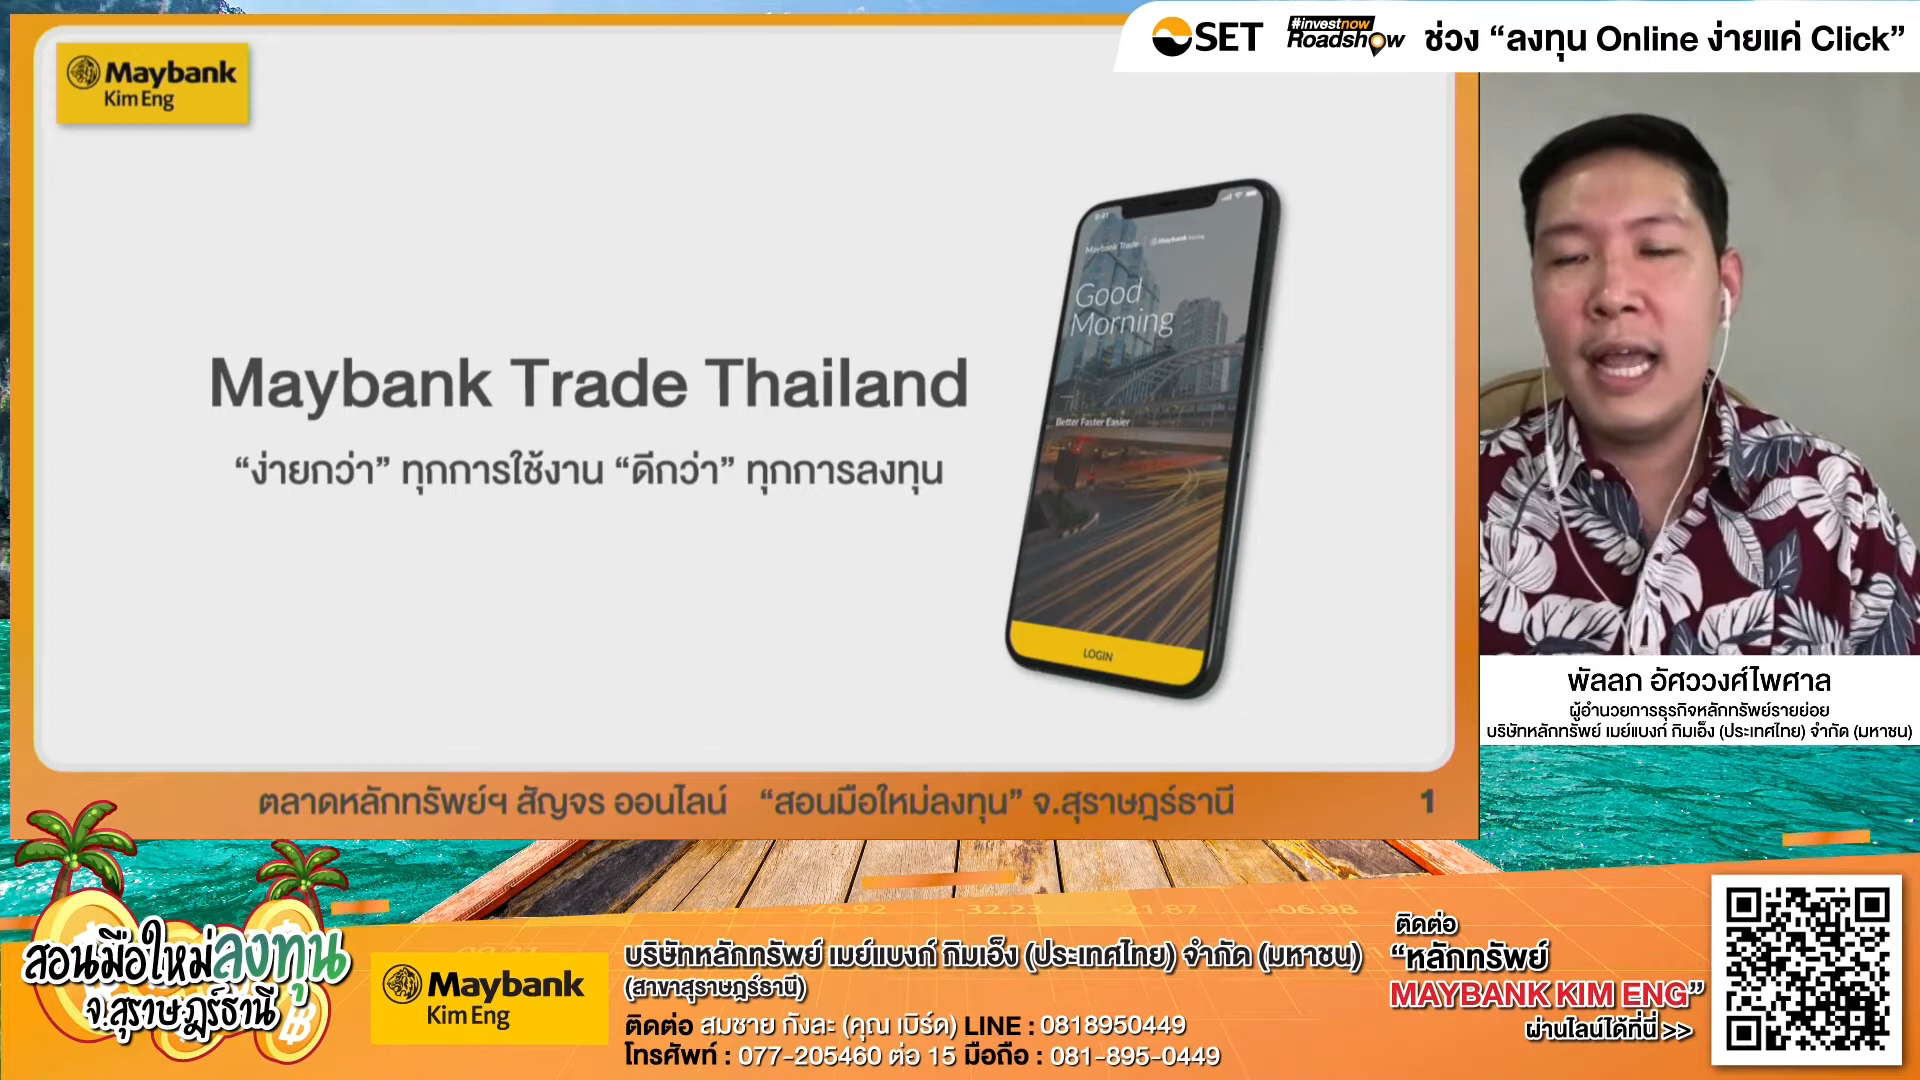 Maybank
Kim Eng
SET
#investnow
Roadshow
ช่วง “ลงทุน Online ง่ายแค่ Click”
Maybank Trade Thailand
“ง่ายกว่า” ทุกการใช้งาน “ดีกว่า” ทุกการลงทุน
9:41
Maybank Trade
Maybank
Good
Morning
Better Faster Easier
LOGIN
พัลลภ อัศววงศ์ไพศาล
ผู้อำนวยการธุรกิจหลักทรัพย์รายย่อย
บริษัทหลักทรัพย์ เมย์แบงก์ กิมเอ็ง (ประเทศไทย) จำกัด (มหาชน)
ตลาดหลักทรัพย์ฯ สัญจร ออนไลน์ “สอนมือใหม่ลงทุน” จ.สุราษฎร์ธานี
1
-76.92 -32.23 -21.87 -06.98
สอนมือใหม่ลงทุน
จ.สุราษฎร์ธานี
Maybank
Kim Eng
บริษัทหลักทรัพย์ เมย์แบงก์ กิมเอ็ง (ประเทศไทย) จำกัด (มหาชน)
(สาขาสุราษฎร์ธานี)
ติดต่อ สมชาย กังละ (คุณ เบิร์ด) LINE : 0818950449
โทรศัพท์ : 077-205460 ต่อ 15 มือถือ : 081-895-0449
ติดต่อ
“หลักทรัพย์
MAYBANK KIM ENG”
ผ่านไลน์ได้ที่นี่ >>